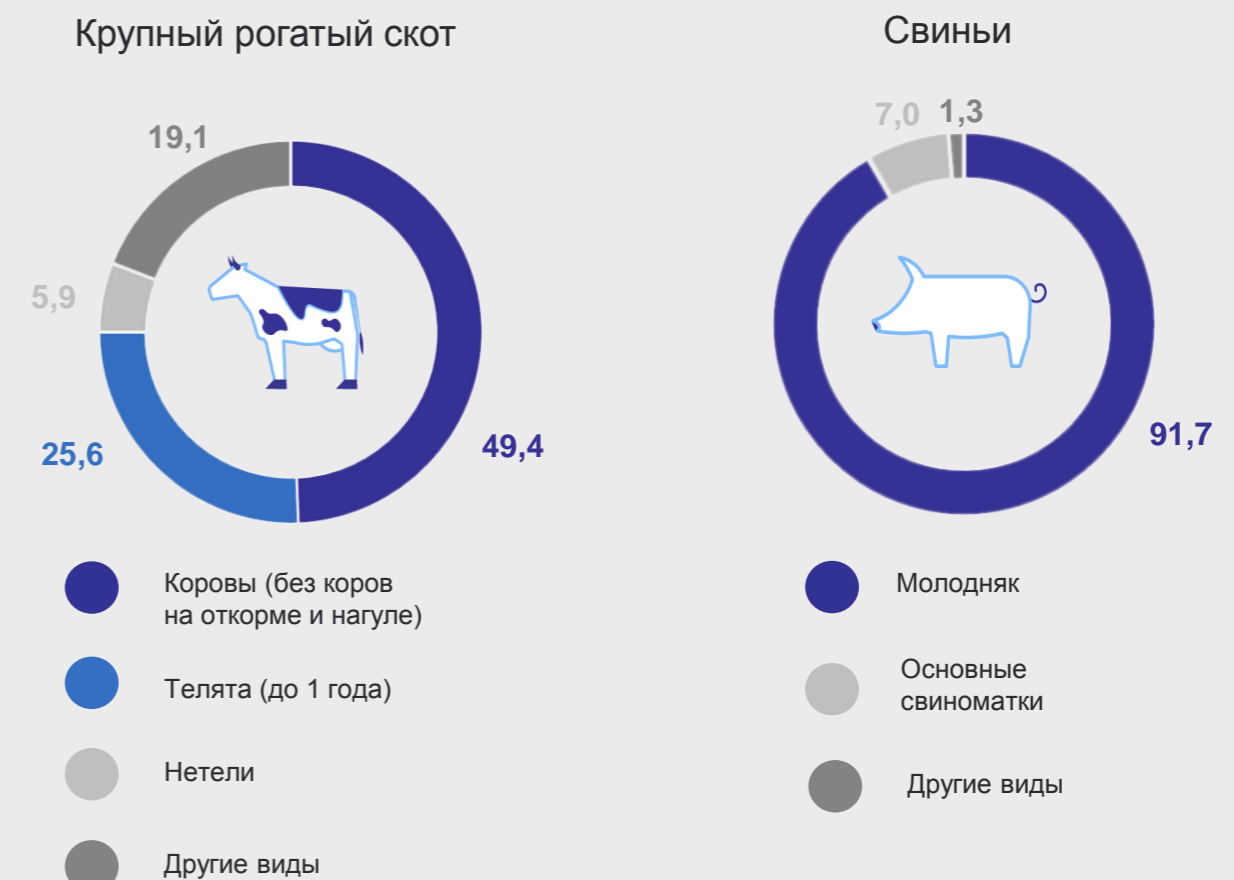 Крупный рогатый скот
19,1
5,9
25,6
49,4
Коровы (без коров
на откорме и нагуле)
Телята (до 1 года)
Нетели
Другие виды
Свиньи
7,0
1,3
91,7
Молодняк
Основные
свиноматки
Другие виды